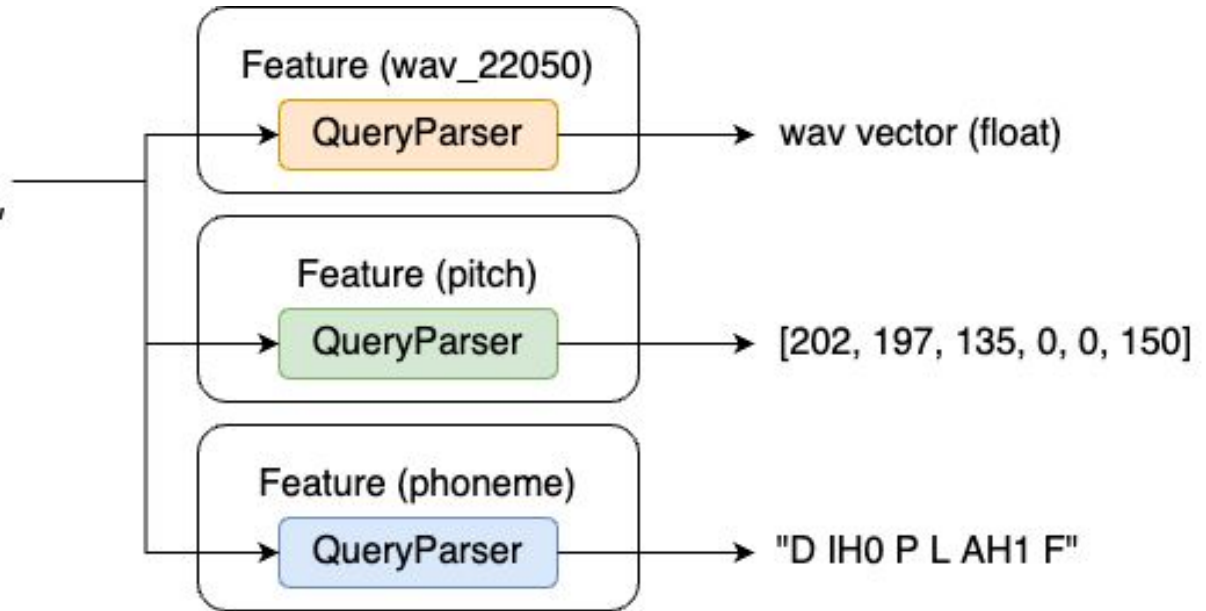 Feature (wav_22050)
QueryParser
wav vector (float)
Feature (pitch)
QueryParser
[202, 197, 135, 0, 0, 150]
Feature (phoneme)
QueryParser
"D IH0 P L AH1 F"